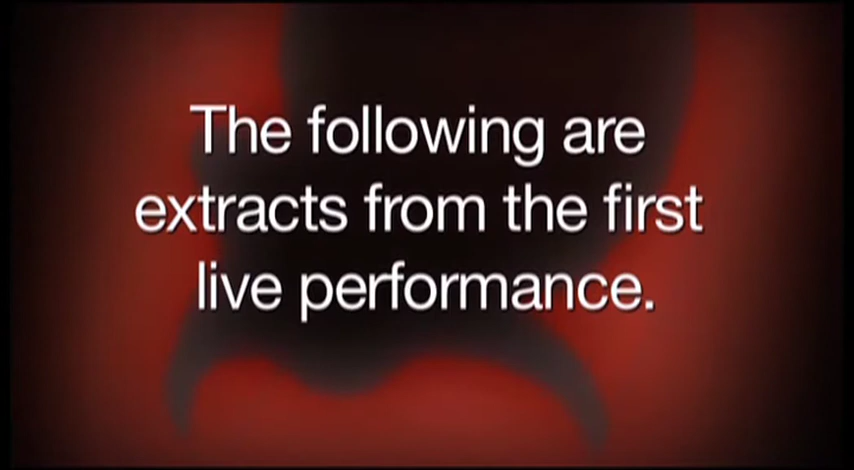 The following are
extracts from the first
live performance.